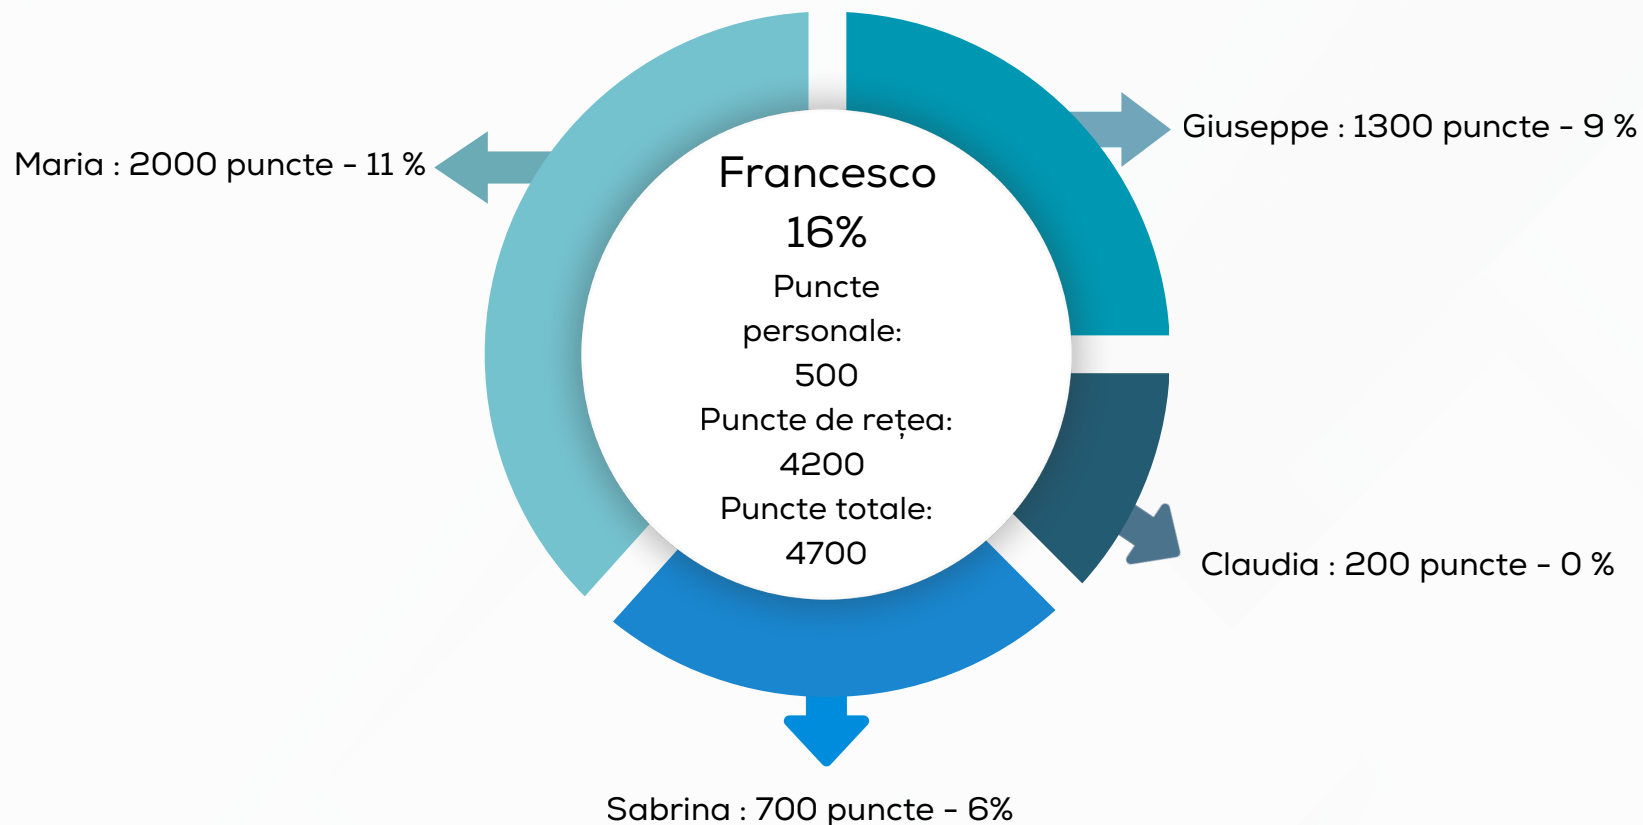 Giuseppe : 1300 puncte - 9 %
Maria : 2000 puncte - 11 %
Francesco
16%
Puncte
personale:
500
Puncte de rețea:
4200
Puncte totale:
4700
Claudia : 200 puncte - 0 %
Sabrina : 700 puncte - 6%